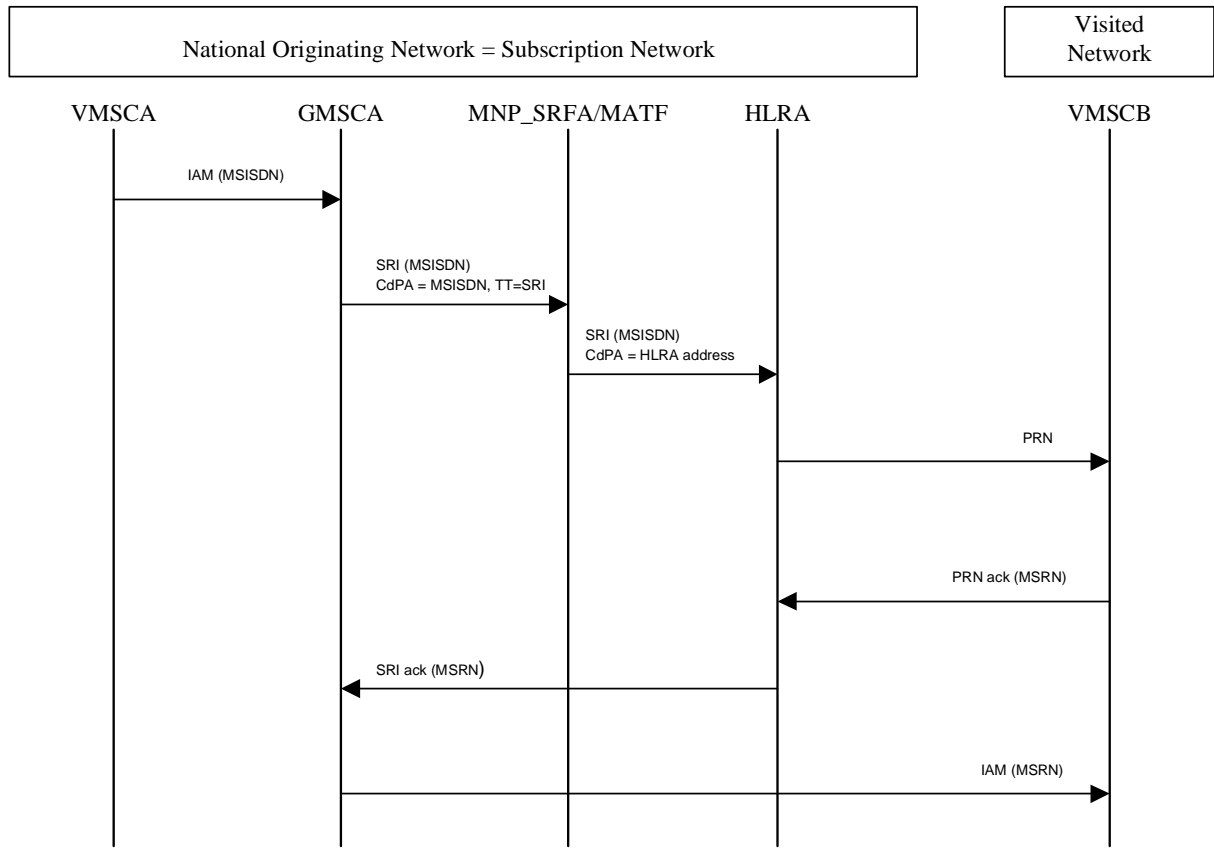 National Originating Network = Subscription Network
Visited
Network
VMSCA
GMSCA
MNP_SRFA/MATF
HLRA
VMSCB
IAM (MSISDN)
SRI (MSISDN)
CdPA = MSISDN, TT=SRI
SRI (MSISDN)
CdPA = HLRA address
PRN
PRN ack (MSRN)
SRI ack (MSRN)
IAM (MSRN)